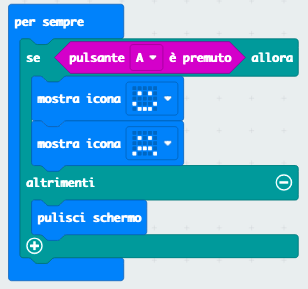 per sempre
se pulsante A è premuto allora
mostra icona
mostra icona
altrimenti
pulisci schermo